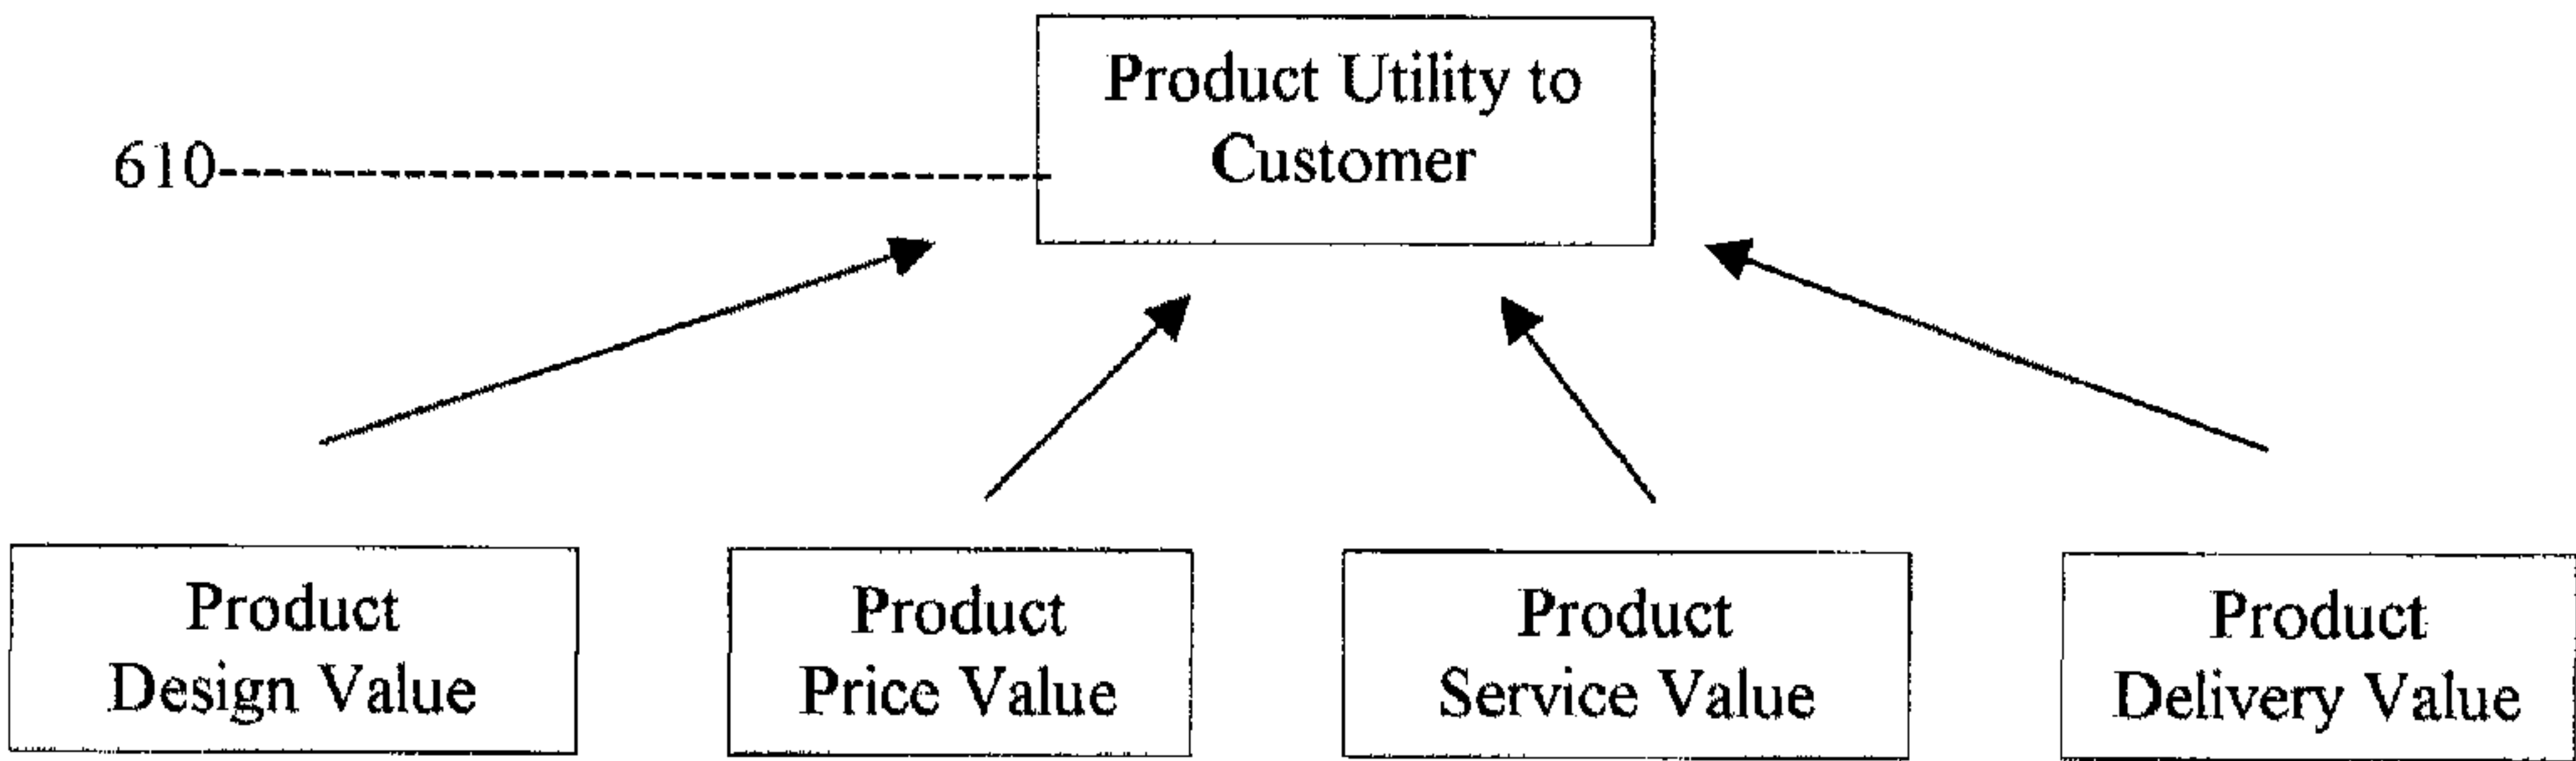 Product Utility to
Customer
610
Product
Design Value
Product
Price Value
Product
Service Value
Product
Delivery Value